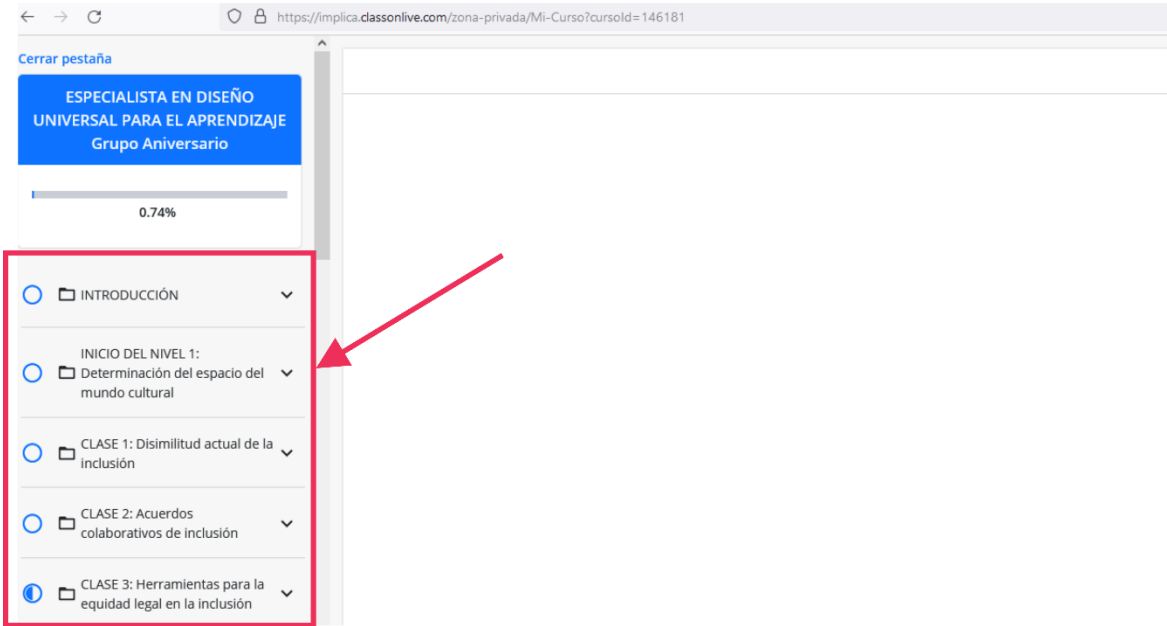 https://implica.classonlive.com/zona-privada/Mi-Curso?cursoId=146181
Cerrar pestaña
ESPECIALISTA EN DISEÑO
UNIVERSAL PARA EL APRENDIZAJE
Grupo Aniversario
0.74%
INTRODUCCIÓN
INICIO DEL NIVEL 1:
Determinación del espacio del
mundo cultural
CLASE 1: Disimilitud actual de la
inclusión
CLASE 2: Acuerdos
colaborativos de inclusión
CLASE 3: Herramientas para la
equidad legal en la inclusión